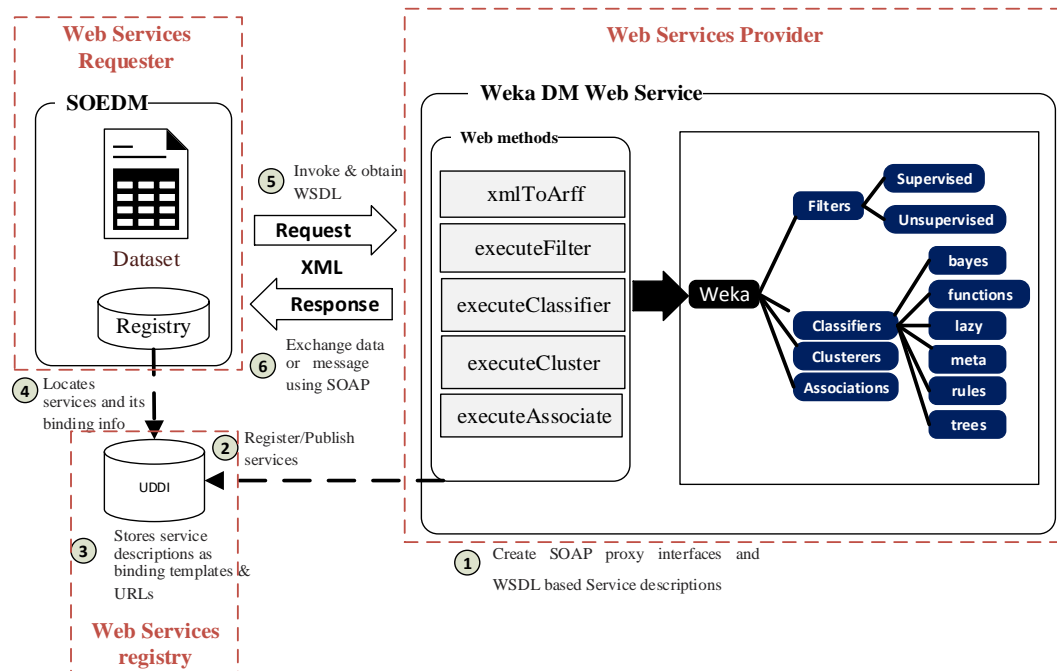 Web Services
Requester
SOEDM
Dataset
Registry
4
Locates
services and its
binding info
5
Invoke & obtain
WSDL
Request
XML
Response
6
Exchange data
or message
using SOAP
Web Services Provider
Weka DM Web Service
Web methods
xmlToArff
executeFilter
executeClassifier
executeCluster
executeAssociate
Weka
Filters
Supervised
Unsupervised
Classifiers
Clusterers
Associations
bayes
functions
lazy
meta
rules
trees
2
Register/Publish
services
UDDI
3
Stores service
descriptions as
binding templates &
URLs
Web Services
registry
1
Create SOAP proxy interfaces and
WSDL based Service descriptions